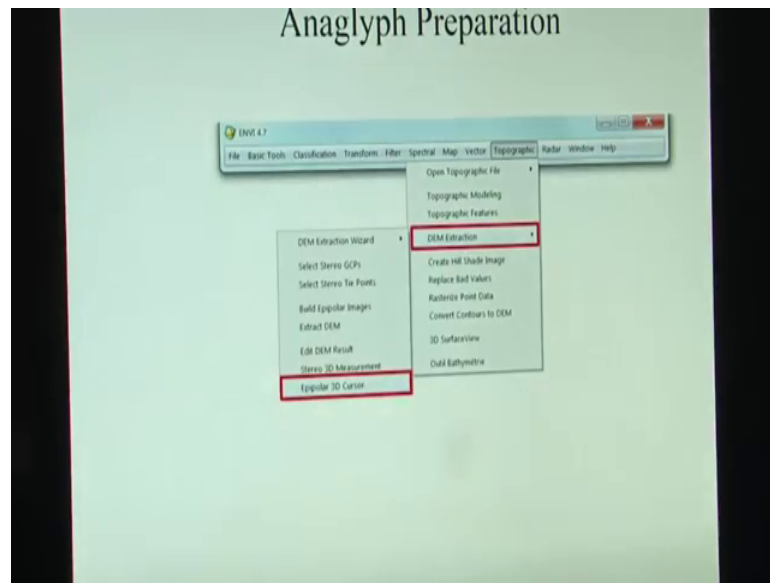 Anaglyph Preparation
ENVI 4.7
File Basic Tools Classification Transform Filter Spectral Map Vector Topographic Radar Window Help
Open Topographic File
Topographic Modeling
Topographic Features
DEM Extraction
Create Hill Shade Image
Replace Bad Values
Rasterize Point Data
Convert Contours to DEM
3D SurfaceView
Outil Bathymétrie
DEM Extraction Wizard
Select Stereo GCPs
Select Stereo Tie Points
Build Epipolar Images
Extract DEM
Edit DEM Result
Stereo 3D Measurement
Epipolar 3D Cursor